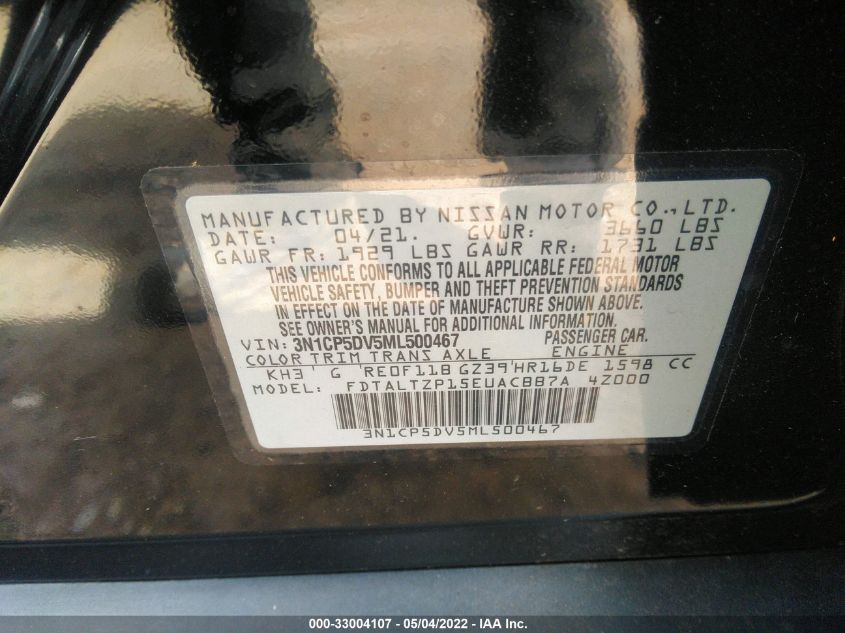 MANUFACTURED BY NISSAN MOTOR CO., LTD.
DATE: 04/21. GVWR: 3660 LBS
GAWR FR: 1929 LBS GAWR RR: 1731 LBS
THIS VEHICLE CONFORMS TO ALL APPLICABLE FEDERAL MOTOR
VEHICLE SAFETY, BUMPER AND THEFT PREVENTION STANDARDS
IN EFFECT ON THE DATE OF MANUFACTURE SHOWN ABOVE.
SEE OWNER'S MANUAL FOR ADDITIONAL INFORMATION.
VIN: 3N1CP5DV5ML500467 PASSENGER CAR.
COLOR TRIM TRANS AXLE ENGINE
KH3 ' G RE0F11B GZ39'HR16DE 1598 CC
MODEL: FDTALTZP15EUACBB7A 4Z000
3N1CP5DV5ML500467
000-33004107 - 05/04/2022 - IAA Inc.